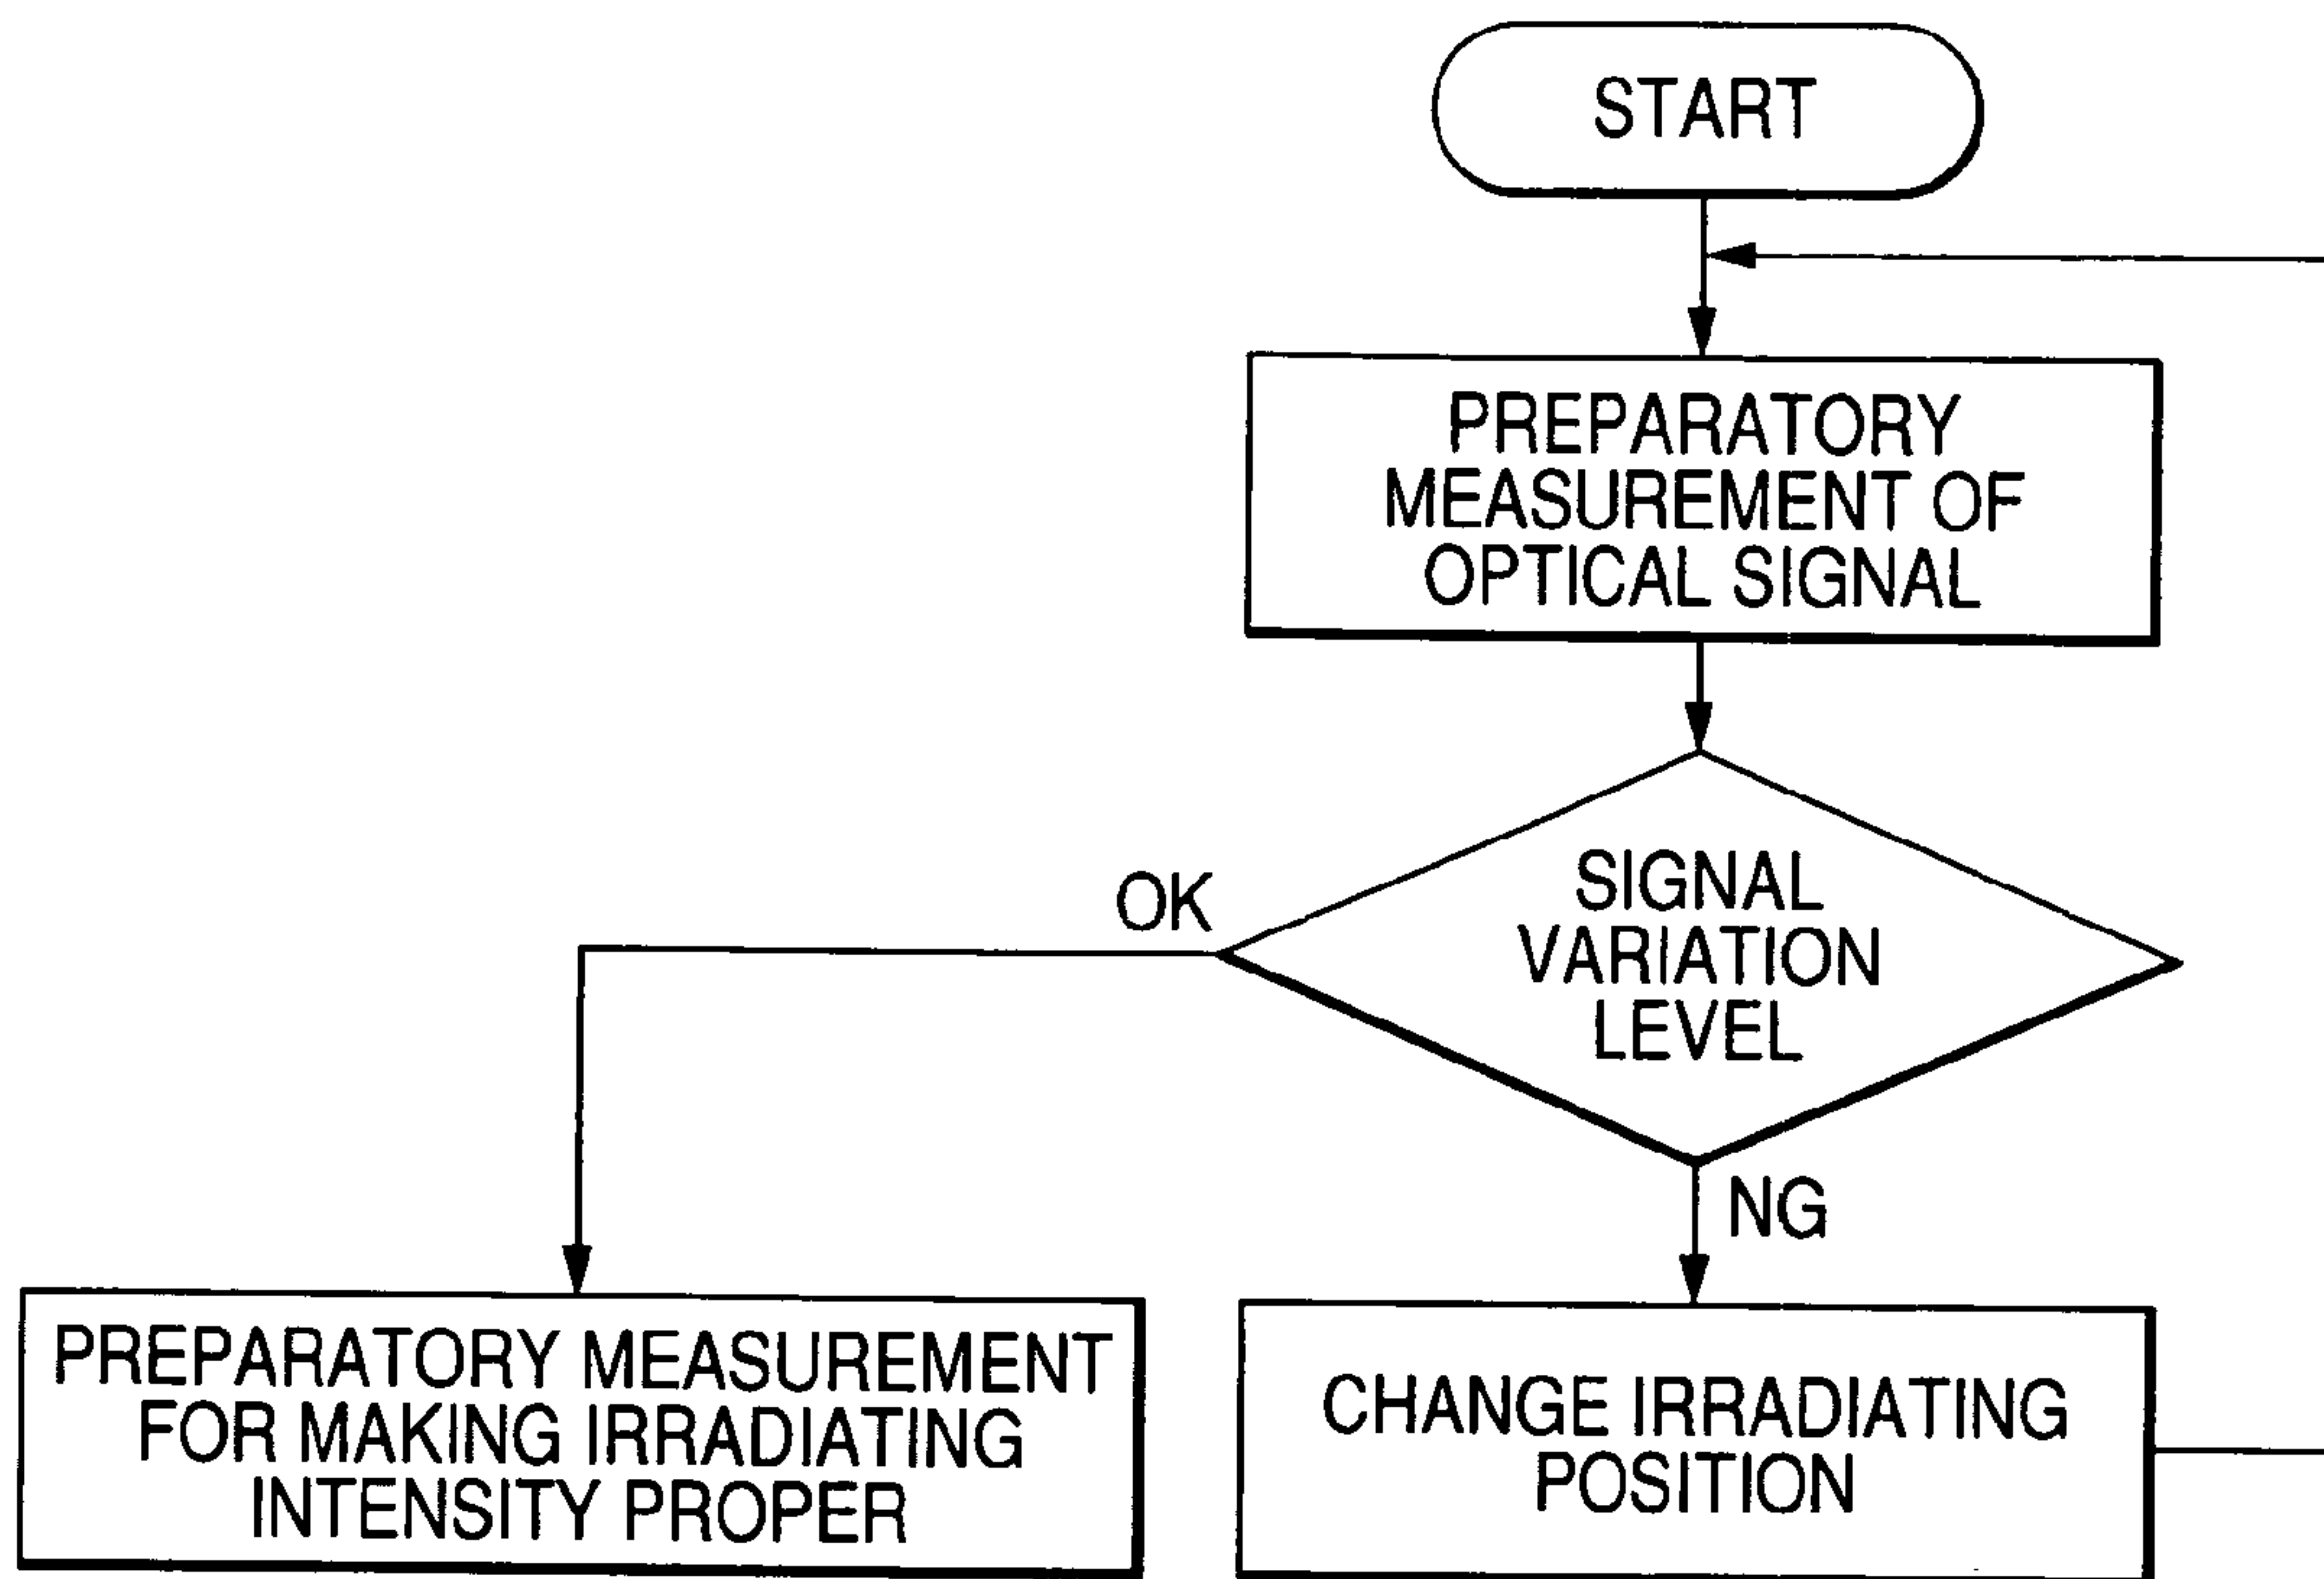 START
PREPARATORY
MEASUREMENT OF
OPTICAL SIGNAL
SIGNAL
VARIATION
LEVEL
OK
NG
PREPARATORY MEASUREMENT
FOR MAKING IRRADIATING
INTENSITY PROPER
CHANGE IRRADIATING
POSITION